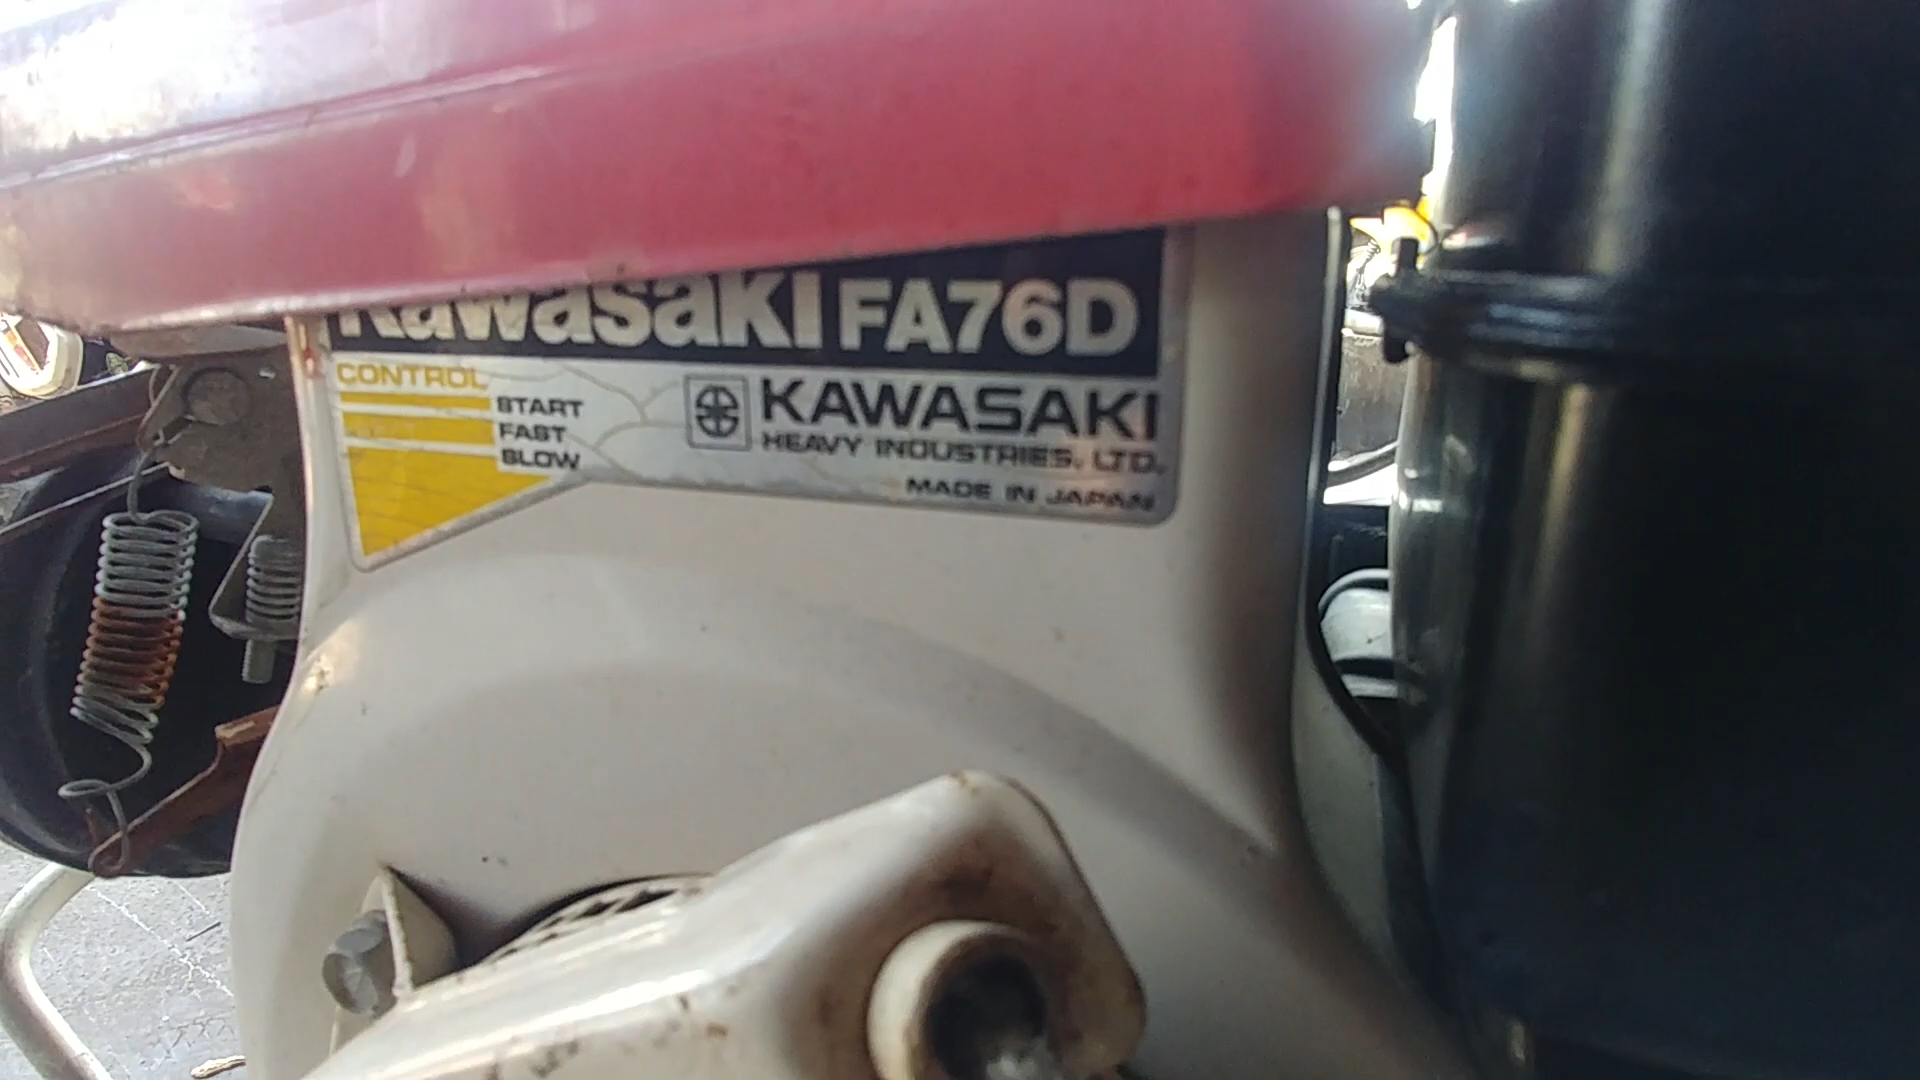 Kawasaki FA76D
CONTROL
START
FAST
SLOW
KAWASAKI
HEAVY INDUSTRIES, LTD.
MADE IN JAPAN